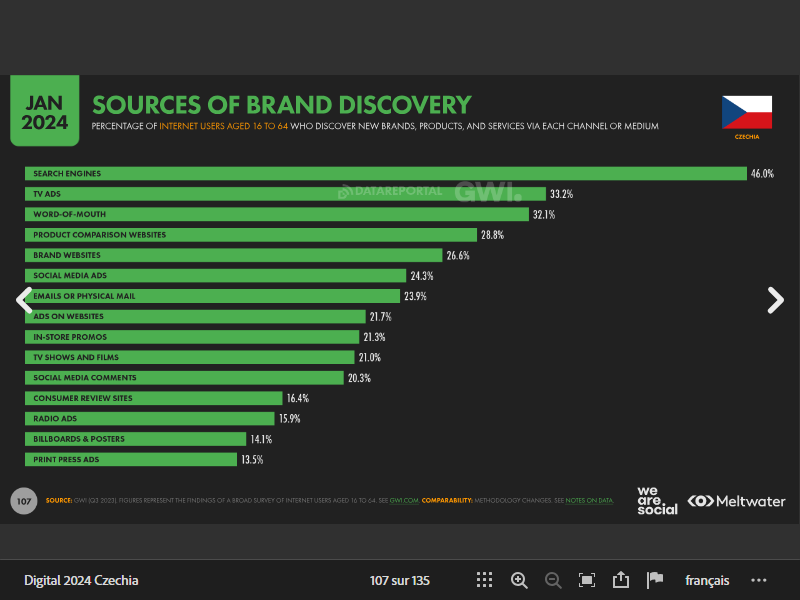 JAN
2024
SOURCES OF BRAND DISCOVERY
PERCENTAGE OF INTERNET USERS AGED 16 TO 64 WHO DISCOVER NEW BRANDS, PRODUCTS, AND SERVICES VIA EACH CHANNEL OR MEDIUM
CZECHIA
SEARCH ENGINES 46.0%
DATAREPORTAL GWI.
TV ADS 33.2%
WORD-OF-MOUTH 32.1%
PRODUCT COMPARISON WEBSITES 28.8%
BRAND WEBSITES 26.6%
SOCIAL MEDIA ADS 24.3%
EMAILS OR PHYSICAL MAIL 23.9%
ADS ON WEBSITES 21.7%
IN-STORE PROMOS 21.3%
TV SHOWS AND FILMS 21.0%
SOCIAL MEDIA COMMENTS 20.3%
CONSUMER REVIEW SITES 16.4%
RADIO ADS 15.9%
BILLBOARDS & POSTERS 14.1%
PRINT PRESS ADS 13.5%
107
SOURCE: GWI (Q3 2023). FIGURES REPRESENT THE FINDINGS OF A BROAD SURVEY OF INTERNET USERS AGED 16 TO 64. SEE GWI.COM. COMPARABILITY: METHODOLOGY CHANGES. SEE NOTES ON DATA.
we
are.
social
Meltwater
Digital 2024 Czechia
107 sur 135
français